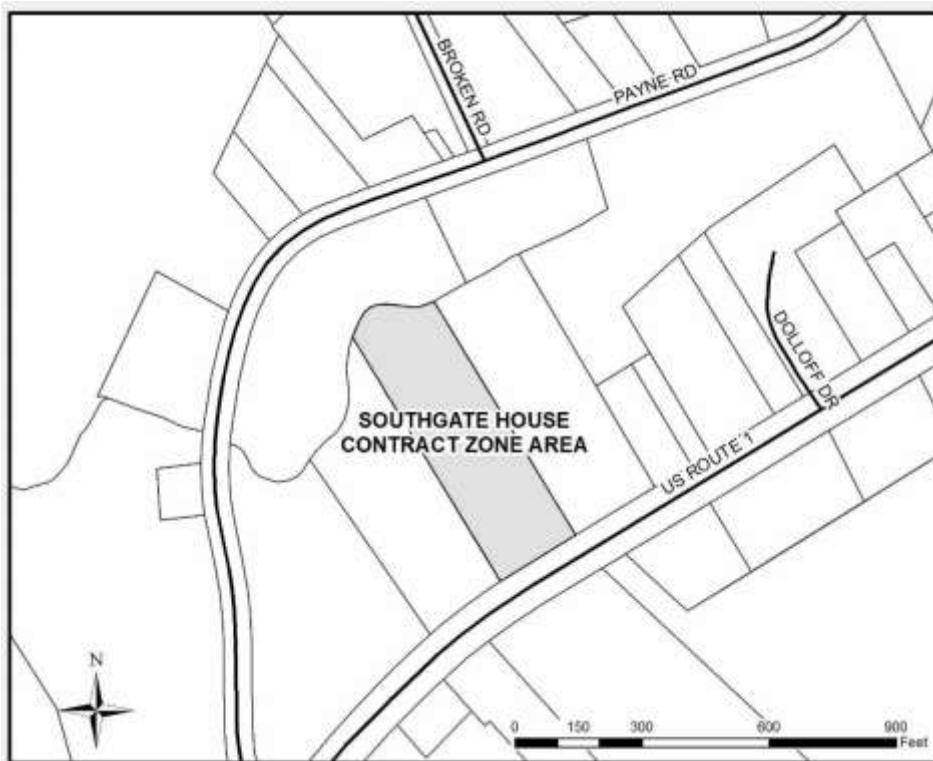 BROKEN RD
PAYNE RD
DOLLOFF DR
SOUTHGATE HOUSE
CONTRACT ZONE AREA
US ROUTE 1
N
0 150 300 600 900
Feet